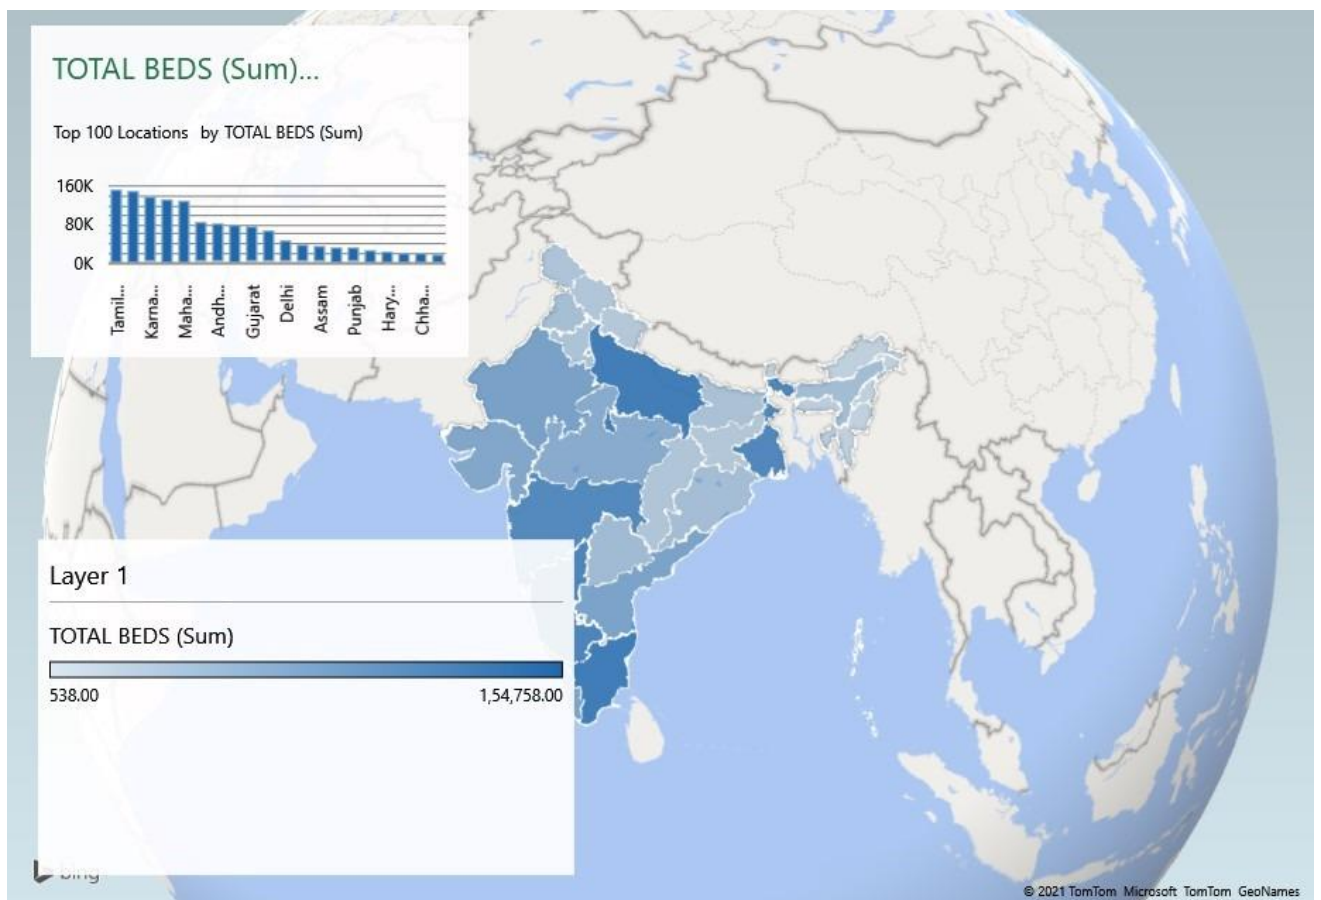 TOTAL BEDS (Sum)...
Top 100 Locations by TOTAL BEDS (Sum)
160K
80K
0K
Tamil...
Karna...
Maha...
Andh...
Gujarat
Delhi
Assam
Punjab
Hary...
Chha...
Layer 1
TOTAL BEDS (Sum)
538.00 1,54,758.00
bing
© 2021 TomTom Microsoft TomTom GeoNames